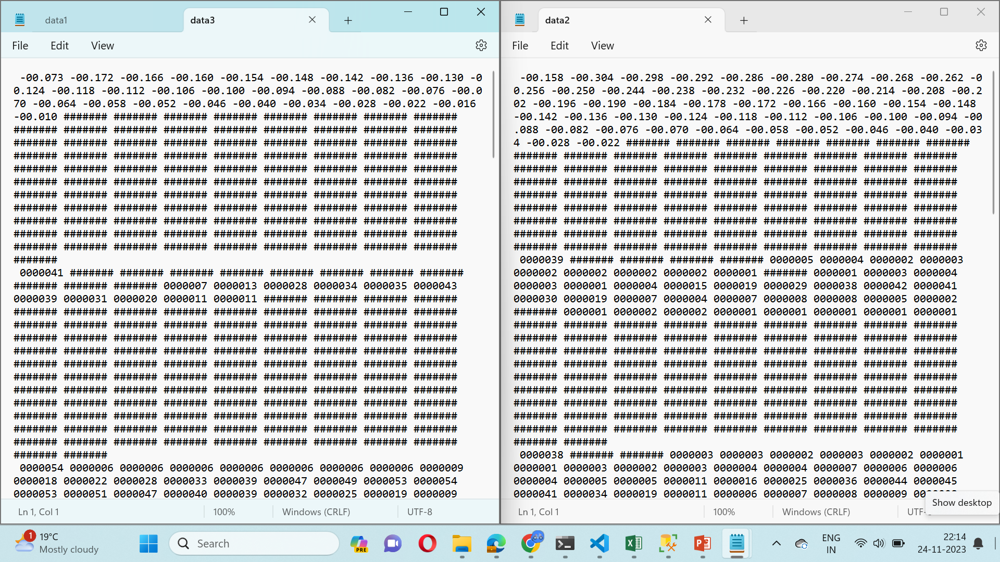 data1
data3
File Edit View
-00.073 -00.172 -00.166 -00.160 -00.154 -00.148 -00.142 -00.136 -00.130 -0
0.124 -00.118 -00.112 -00.106 -00.100 -00.094 -00.088 -00.082 -00.076 -00.0
70 -00.064 -00.058 -00.052 -00.046 -00.040 -00.034 -00.028 -00.022 -00.016
-00.010 ####### ####### ####### ####### ####### ####### ####### #######
####### ####### ####### ####### ####### ####### ####### ####### #######
####### ####### ####### ####### ####### ####### ####### ####### #######
####### ####### ####### ####### ####### ####### ####### ####### #######
####### ####### ####### ####### ####### ####### ####### ####### #######
####### ####### ####### ####### ####### ####### ####### ####### #######
####### ####### ####### ####### ####### ####### ####### ####### #######
####### ####### ####### ####### ####### ####### ####### ####### #######
####### ####### ####### ####### ####### ####### ####### ####### #######
####### ####### ####### ####### ####### ####### ####### ####### #######
####### ####### ####### ####### ####### ####### ####### ####### #######
#######
0000041 ####### ####### ####### ####### ####### ####### ####### #######
####### ####### ####### 0000007 0000013 0000028 0000034 0000035 0000043
0000039 0000031 0000020 0000011 0000011 ####### ####### ####### #######
####### ####### ####### ####### ####### ####### ####### ####### #######
####### ####### ####### ####### ####### ####### ####### ####### #######
####### ####### ####### ####### ####### ####### ####### ####### #######
####### ####### ####### ####### ####### ####### ####### ####### #######
####### ####### ####### ####### ####### ####### ####### ####### #######
####### ####### ####### ####### ####### ####### ####### ####### #######
####### ####### ####### ####### ####### ####### ####### ####### #######
####### ####### ####### ####### ####### ####### ####### ####### #######
####### ####### ####### ####### ####### ####### ####### ####### #######
####### ####### ####### ####### ####### ####### ####### ####### #######
####### ####### ####### ####### ####### ####### ####### ####### #######
####### #######
0000054 0000006 0000006 0000006 0000006 0000006 0000006 0000006 0000009
0000018 0000022 0000028 0000033 0000039 0000047 0000049 0000053 0000054
0000053 0000051 0000047 0000040 0000039 0000032 0000025 0000019 0000009
Ln 1, Col 1 100% Windows (CRLF) UTF-8
data2
File Edit View
-00.158 -00.304 -00.298 -00.292 -00.286 -00.280 -00.274 -00.268 -00.262 -0
0.256 -00.250 -00.244 -00.238 -00.232 -00.226 -00.220 -00.214 -00.208 -00.2
02 -00.196 -00.190 -00.184 -00.178 -00.172 -00.166 -00.160 -00.154 -00.148
-00.142 -00.136 -00.130 -00.124 -00.118 -00.112 -00.106 -00.100 -00.094 -00
.088 -00.082 -00.076 -00.070 -00.064 -00.058 -00.052 -00.046 -00.040 -00.03
4 -00.028 -00.022 ####### ####### ####### ####### ####### ####### #######
####### ####### ####### ####### ####### ####### ####### ####### #######
####### ####### ####### ####### ####### ####### ####### ####### #######
####### ####### ####### ####### ####### ####### ####### ####### #######
####### ####### ####### ####### ####### ####### ####### ####### #######
####### ####### ####### ####### ####### ####### ####### ####### #######
####### ####### ####### ####### ####### ####### ####### ####### #######
####### ####### ####### ####### ####### ####### ####### ####### #######
####### ####### ####### ####### ####### ####### ####### ####### #######
0000039 ####### ####### ####### ####### 0000005 0000004 0000002 0000003
0000002 0000002 0000002 0000002 0000001 ####### 0000001 0000003 0000004
0000003 0000001 0000004 0000015 0000019 0000029 0000038 0000042 0000041
0000030 0000019 0000007 0000004 0000007 0000008 0000008 0000005 0000002
####### 0000001 0000002 0000002 0000001 0000001 0000001 0000001 0000001
####### ####### ####### ####### ####### ####### ####### ####### #######
####### ####### ####### ####### ####### ####### ####### ####### #######
####### ####### ####### ####### ####### ####### ####### ####### #######
####### ####### ####### ####### ####### ####### ####### ####### #######
####### ####### ####### ####### ####### ####### ####### ####### #######
####### ####### ####### ####### ####### ####### ####### ####### #######
####### ####### ####### ####### ####### ####### ####### ####### #######
####### ####### ####### ####### ####### ####### ####### ####### #######
####### ####### ####### ####### ####### ####### ####### ####### #######
####### #######
0000038 ####### ####### 0000003 0000003 0000002 0000003 0000002 0000001
0000001 0000003 0000002 0000003 0000004 0000004 0000007 0000006 0000006
0000004 0000005 0000005 0000011 0000016 0000025 0000036 0000044 0000045
0000041 0000034 0000019 0000011 0000006 0000007 0000008 0000009
Show desktop
Ln 1, Col 1 100% Windows (CRLF)
1
19°C
Mostly cloudy
Search
PRE
ENG
IN
22:14
24-11-2023